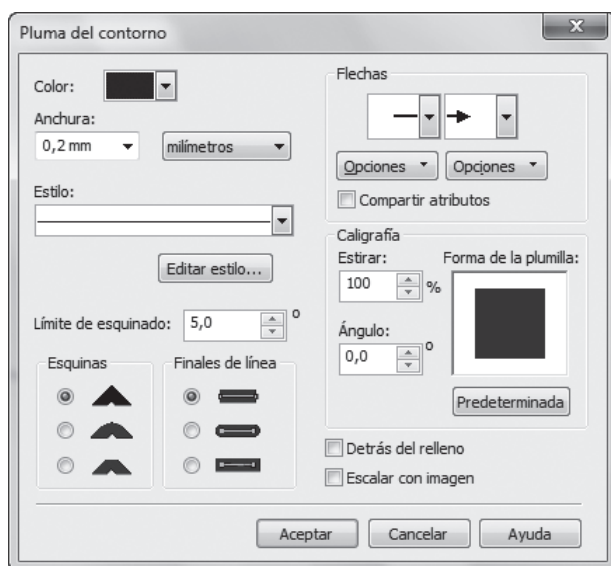 Pluma del contorno
Color:
Anchura:
0,2 mm
milímetros
Estilo:
Editar estilo...
Límite de esquinado:
5,0
º
Esquinas
Finales de línea
Flechas
Opciones
Opciones
Compartir atributos
Caligrafía
Estirar:
Forma de la plumilla:
100
%
Ángulo:
0,0
º
Predeterminada
Detrás del relleno
Escalar con imagen
Aceptar
Cancelar
Ayuda